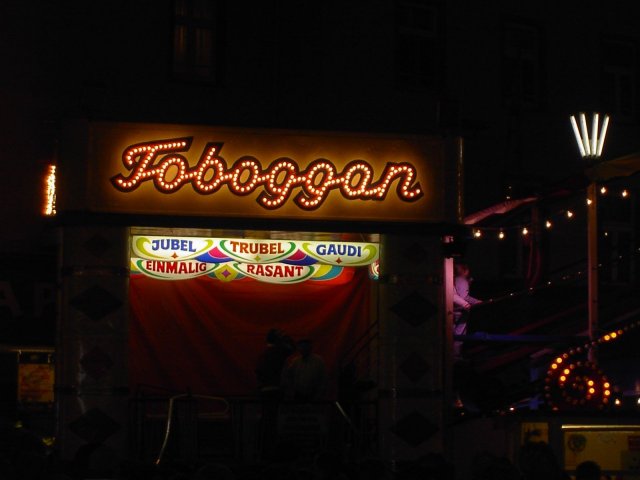 Toboggan
JUBEL TRUBEL GAUDI
EINMALIG RASANT